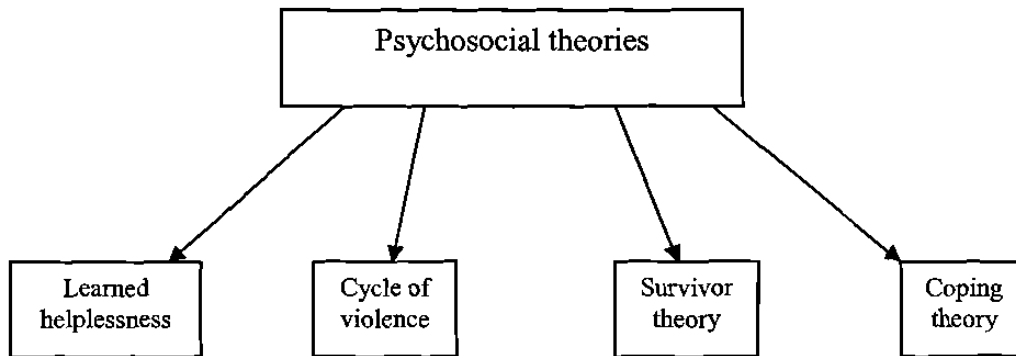 Psychosocial theories
Learned
helplessness
Cycle of
violence
Survivor
theory
Coping
theory